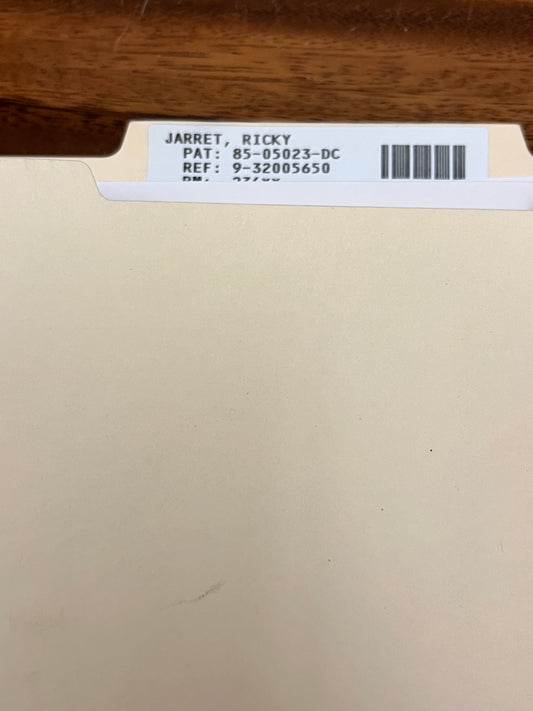 JARRET, RICKY
PAT: 85-05023-DC
REF: 9-32005650